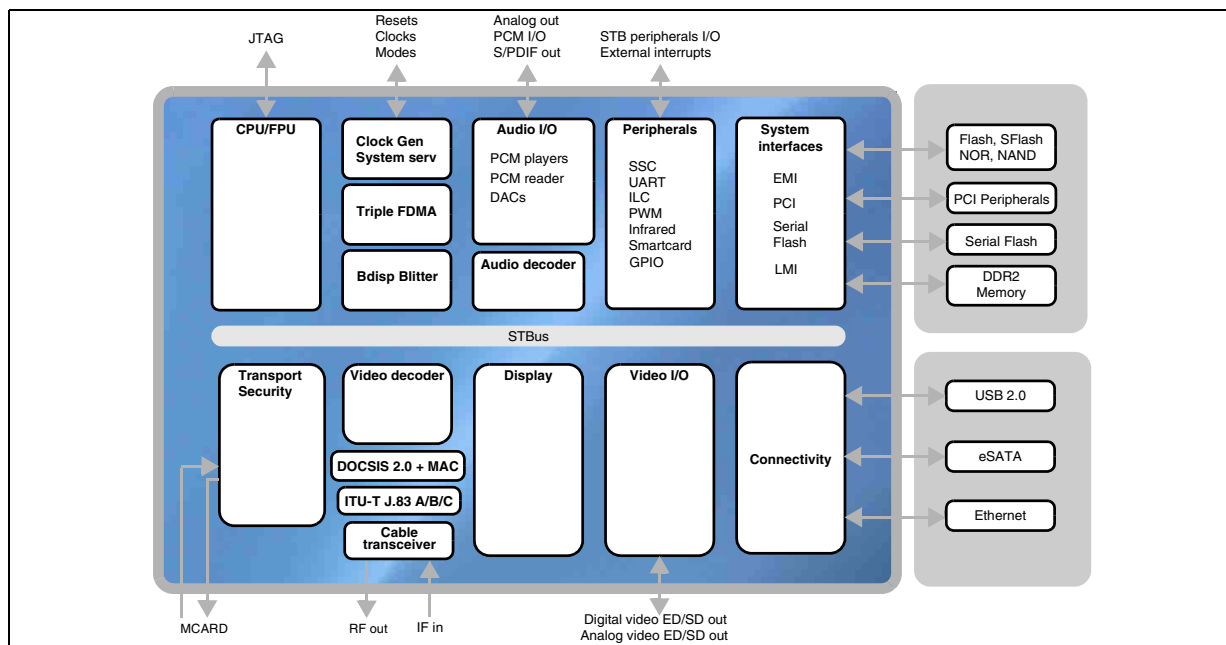 JTAG
Resets
Clocks
Modes
Analog out
PCM I/O
S/PDIF out
STB peripherals I/O
External interrupts
CPU/FPU
Clock Gen
System serv
Triple FDMA
Bdisp Blitter
Audio I/O
PCM players
PCM reader
DACs
Audio decoder
Peripherals
SSC
UART
ILC
PWM
Infrared
Smartcard
GPIO
System
interfaces
EMI
PCI
Serial
Flash
LMI
Flash, SFlash
NOR, NAND
PCI Peripherals
Serial Flash
DDR2
Memory
STBus
Transport
Security
Video decoder
DOCSIS 2.0 + MAC
ITU-T J.83 A/B/C
Cable
transceiver
Display
Video I/O
Connectivity
USB 2.0
eSATA
Ethernet
MCARD
RF out
IF in
Digital video ED/SD out
Analog video ED/SD out